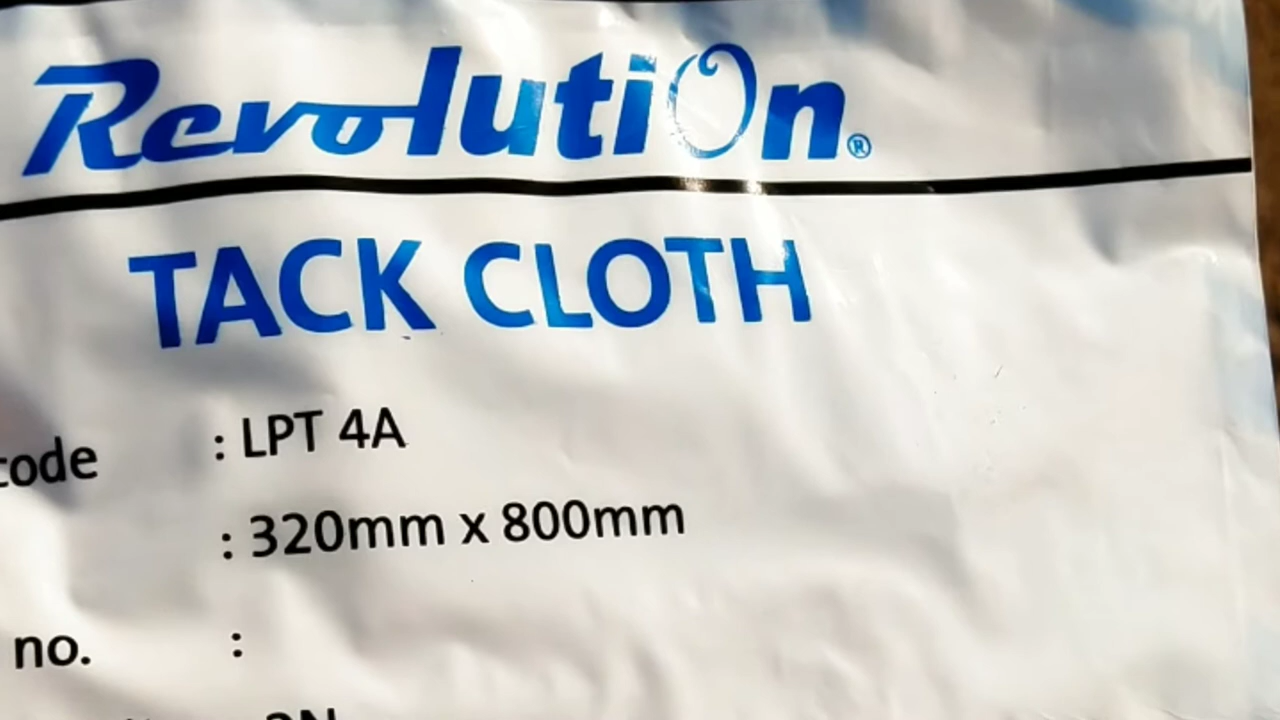 Revolution®
TACK CLOTH
code : LPT 4A
: 320mm x 800mm
no. :